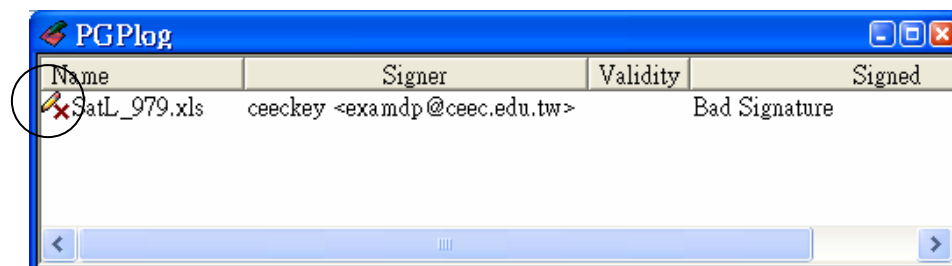 PGPlog
Name Signer Validity Signed
SatL_979.xls ceeckey <examdp@ceec.edu.tw> Bad Signature